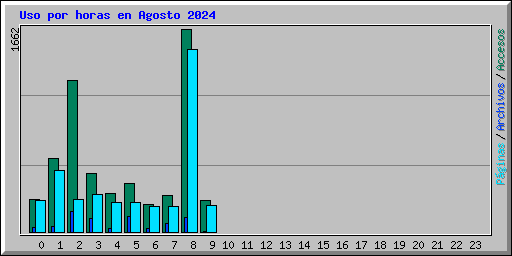 Uso por horas en Agosto 2024
1662
Páginas / Archivos / Accesos
0 1 2 3 4 5 6 7 8 9 10 11 12 13 14 15 16 17 18 19 20 21 22 23